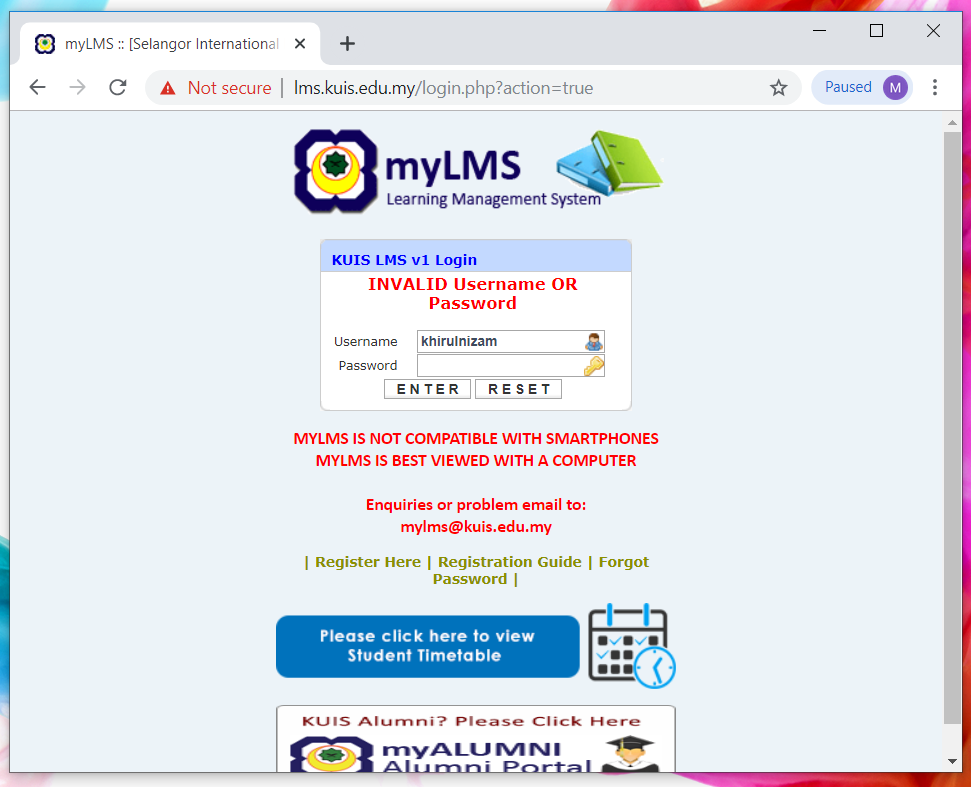 myLMS :: [Selangor International
Not secure | lms.kuis.edu.my/login.php?action=true
Paused M
myLMS
Learning Management System
KUIS LMS v1 Login
INVALID Username OR
Password
Username khirulnizam
Password
ENTER RESET
MYLMS IS NOT COMPATIBLE WITH SMARTPHONES
MYLMS IS BEST VIEWED WITH A COMPUTER
Enquiries or problem email to:
mylms@kuis.edu.my
| Register Here | Registration Guide | Forgot
Password |
Please click here to view
Student Timetable
KUIS Alumni? Please Click Here
myALUMNI
Alumni Portal